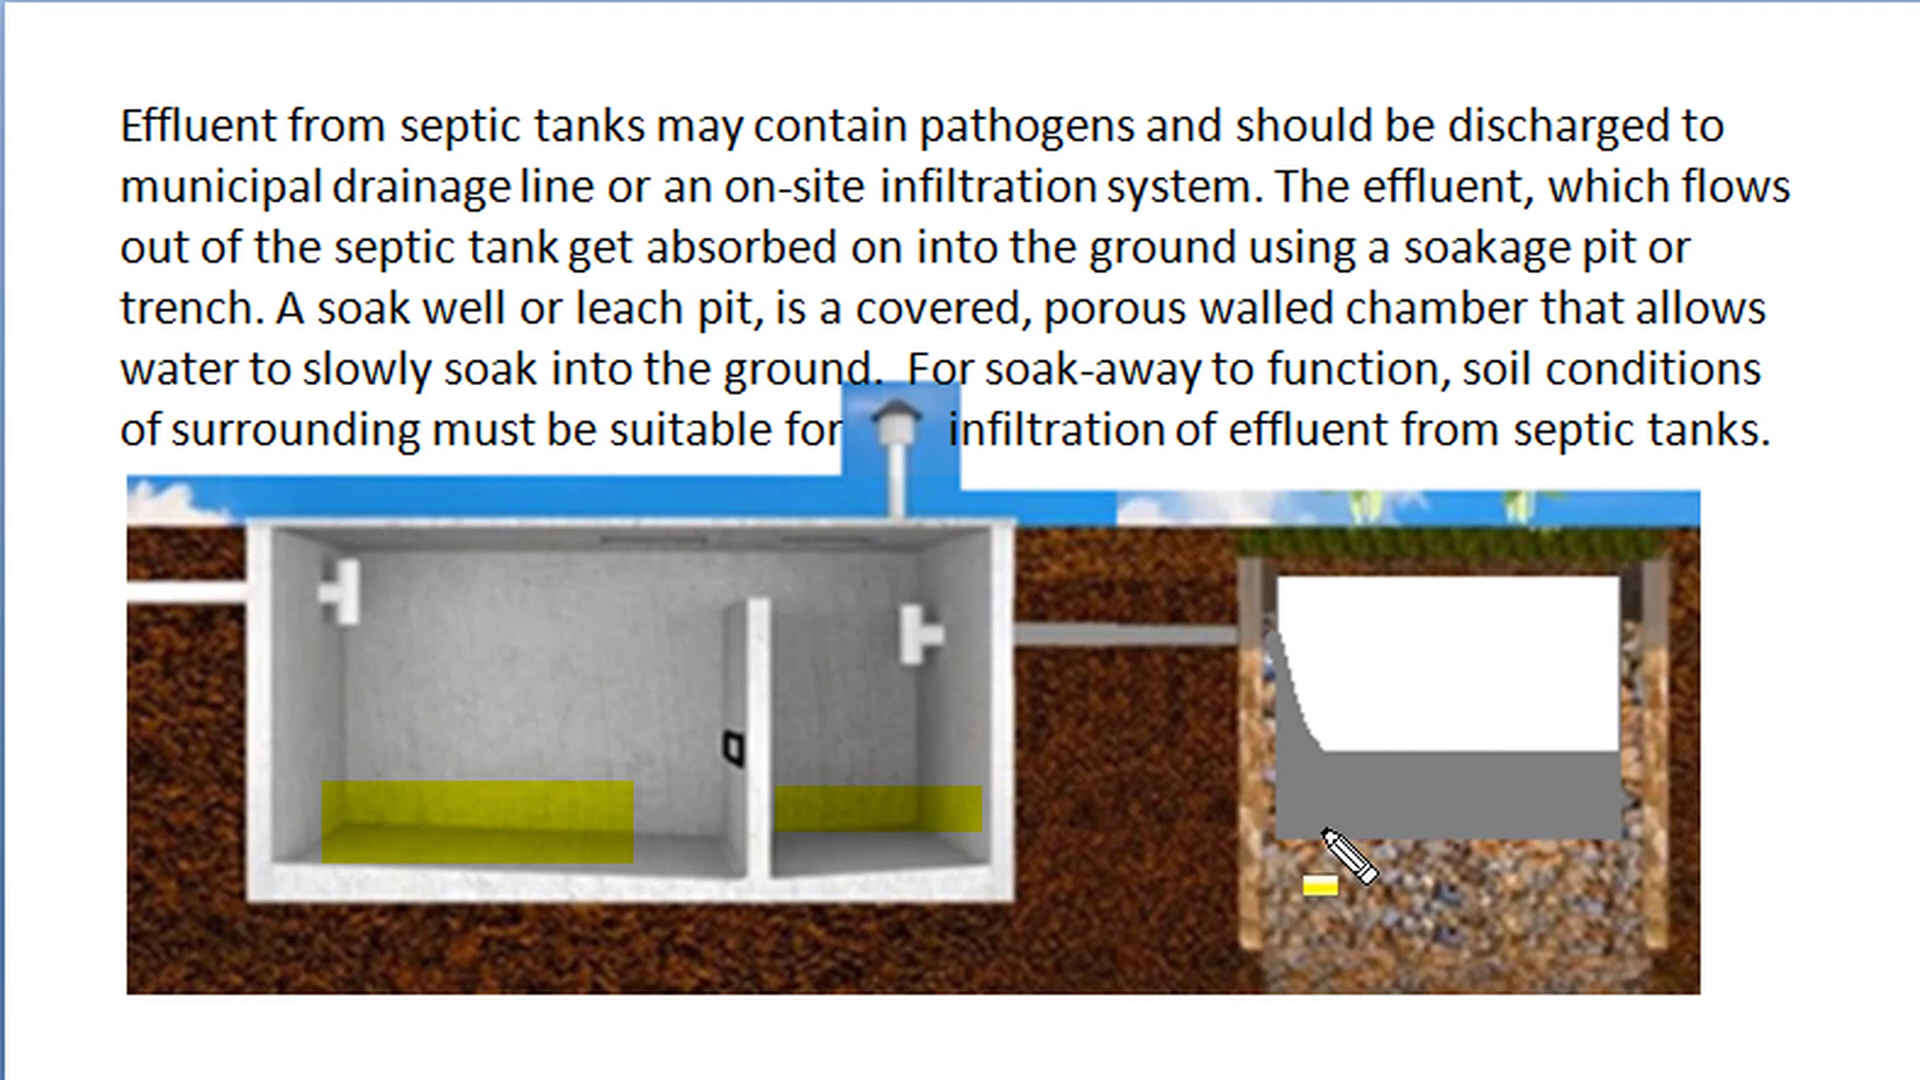 Effluent from septic tanks may contain pathogens and should be discharged to
municipal drainage line or an on-site infiltration system. The effluent, which flows
out of the septic tank get absorbed on into the ground using a soakage pit or
trench. A soak well or leach pit, is a covered, porous walled chamber that allows
water to slowly soak into the ground. For soak-away to function, soil conditions
of surrounding must be suitable for infiltration of effluent from septic tanks.